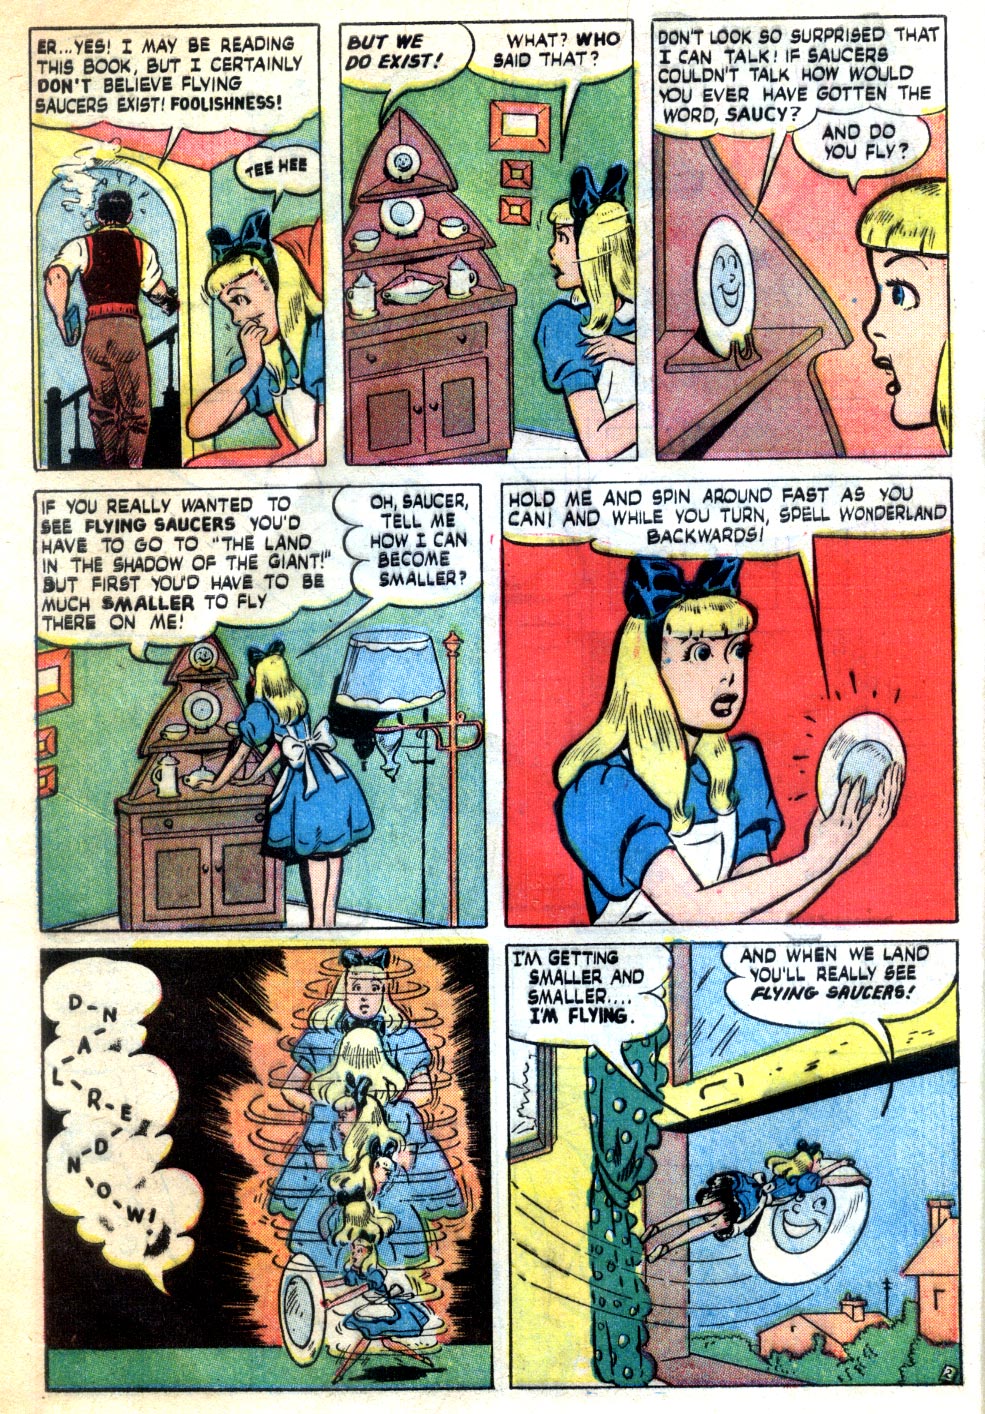 ER...YES! I MAY BE READING
THIS BOOK, BUT I CERTAINLY
DON'T BELIEVE FLYING
SAUCERS EXIST! FOOLISHNESS!
TEE HEE
BUT WE
DO EXIST!
WHAT? WHO
SAID THAT?
DON'T LOOK SO SURPRISED THAT
I CAN TALK! IF SAUCERS
COULDN'T TALK HOW WOULD
YOU EVER HAVE GOTTEN THE
WORD, SAUCY?
AND DO
YOU FLY?
IF YOU REALLY WANTED TO
SEE FLYING SAUCERS YOU'D
HAVE TO GO TO "THE LAND
IN THE SHADOW OF THE GIANT!"
BUT FIRST YOU'D HAVE TO BE
MUCH SMALLER TO FLY
THERE ON ME!
OH, SAUCER,
TELL ME
HOW I CAN
BECOME
SMALLER?
HOLD ME AND SPIN AROUND FAST AS YOU
CAN! AND WHILE YOU TURN, SPELL WONDERLAND
BACKWARDS!
D-N
-A-
L-R-E-
N-D-
-O-W!
I'M GETTING
SMALLER AND
SMALLER....
I'M FLYING.
AND WHEN WE LAND
YOU'LL REALLY SEE
FLYING SAUCERS!
2